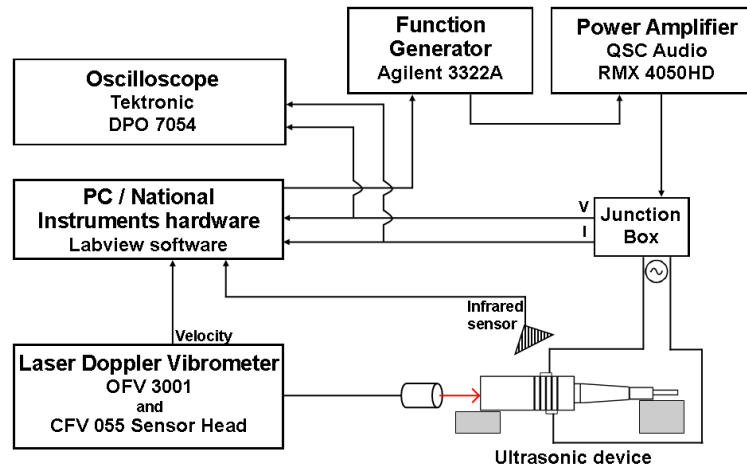 Function
Generator
Agilent 3322A
Power Amplifier
QSC Audio
RMX 4050HD
Oscilloscope
Tektronic
DPO 7054
PC / National
Instruments hardware
Labview software
V
I
Junction
Box
Infrared
sensor
Velocity
Laser Doppler Vibrometer
OFV 3001
and
CFV 055 Sensor Head
Ultrasonic device